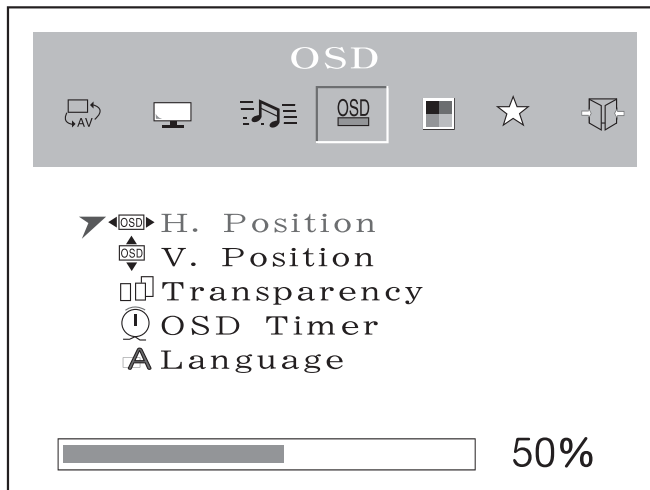 OSD
AV OSD
OSD H. Position
OSD V. Position
Transparency
OSD Timer
A Language
50%